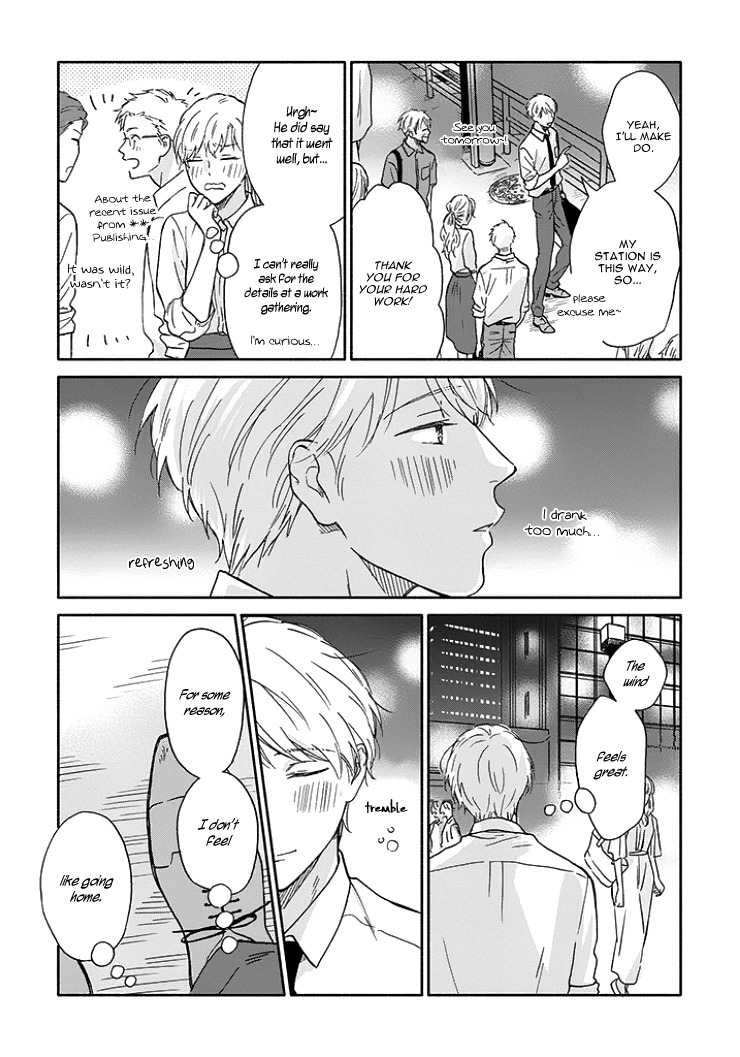 YEAH,
I'LL MAKE
DO.
See you
tomorrow~!
MY
STATION IS
THIS WAY,
SO...
please
excuse me~
THANK
YOU FOR
YOUR HARD
WORK!
Urgh~
He did say
that it went
well, but...
I can't really
ask for the
details at a work
gathering.
I'm curious...
About the
recent issue
from **
Publishing..
It was wild,
wasn't it?
I drank
too much...
refreshing
The
wind
feels
great.
tremble
For some
reason,
I don't
feel
like going
home.